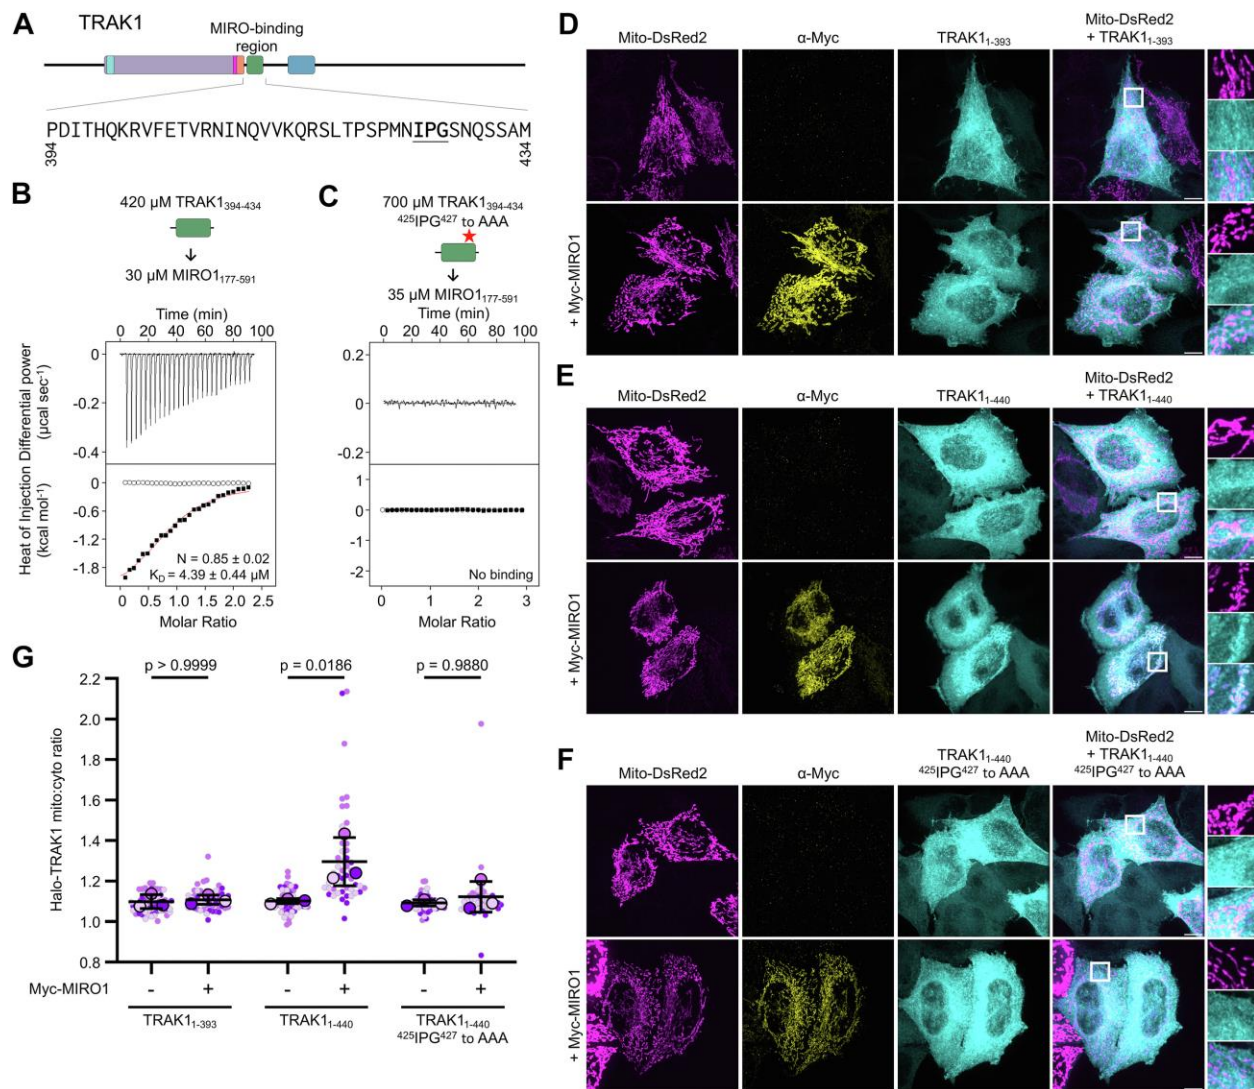 A
TRAK1
MIRO-binding
region
PDITHQKRVFETVRNINQVVKQRSLTPSPMNIPGSNQSSAM
394
434
B
420 µM TRAK1₃₉₄₋₄₃₄
30 µM MIRO1₁₇₇₋₅₉₁
Time (min)
0 20 40 60 80 100
Differential power
(µcal sec⁻¹)
0
-0.2
-0.4
Heat of Injection
(kcal mol⁻¹)
0
-0.6
-1.2
-1.8
N = 0.85 ± 0.02
K_D = 4.39 ± 0.44 µM
0 0.5 1.0 1.5 2.0 2.5
Molar Ratio
C
700 µM TRAK1₃₉₄₋₄₃₄
⁴²⁵IPG⁴²⁷ to AAA
35 µM MIRO1₁₇₇₋₅₉₁
Time (min)
0 20 40 60 80 100
0.2
0
-0.2
1
0
-1
-2
No binding
0 1 2 3
Molar Ratio
D
Mito-DsRed2
α-Myc
TRAK1₁₋₃₉₃
Mito-DsRed2
+ TRAK1₁₋₃₉₃
+ Myc-MIRO1
E
Mito-DsRed2
α-Myc
TRAK1₁₋₄₄₀
Mito-DsRed2
+ TRAK1₁₋₄₄₀
+ Myc-MIRO1
F
Mito-DsRed2
α-Myc
TRAK1₁₋₄₄₀
⁴²⁵IPG⁴²⁷ to AAA
Mito-DsRed2
+ TRAK1₁₋₄₄₀
⁴²⁵IPG⁴²⁷ to AAA
+ Myc-MIRO1
G
p > 0.9999
p = 0.0186
p = 0.9880
Halo-TRAK1 mito:cyto ratio
2.2
2.0
1.8
1.6
1.4
1.2
1.0
0.8
Myc-MIRO1
- + - + - +
TRAK1₁₋₃₉₃
TRAK1₁₋₄₄₀
TRAK1₁₋₄₄₀
⁴²⁵IPG⁴²⁷ to AAA